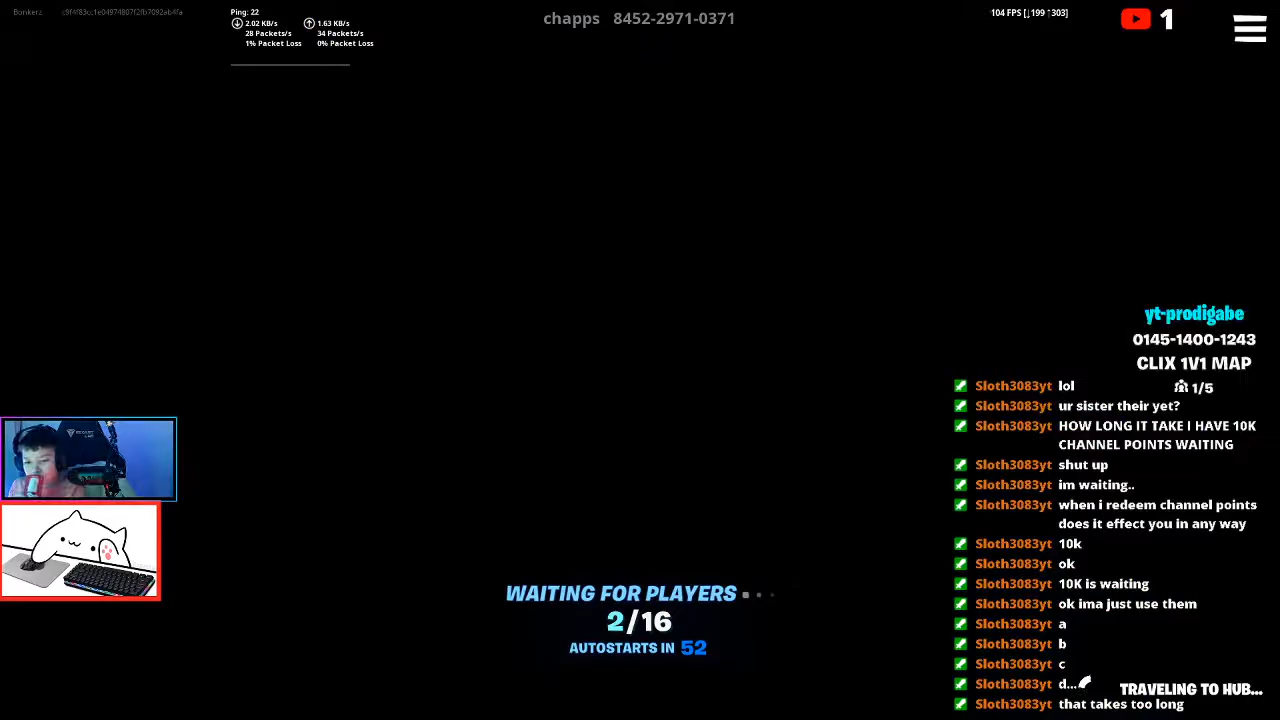 Bonkerz
Ping: 22
2.02 KB/s 1.63 KB/s
28 Packets/s 34 Packets/s
1% Packet Loss 0% Packet Loss
chapps 8452-2971-0371
104 FPS [↓199 ↑303]
1
yt-prodigabe
0145-1400-1243
CLIX 1V1 MAP
1/5
Sloth3083yt lol
Sloth3083yt ur sister their yet?
Sloth3083yt HOW LONG IT TAKE I HAVE 10K
CHANNEL POINTS WAITING
Sloth3083yt shut up
Sloth3083yt im waiting..
Sloth3083yt when i redeem channel points
does it effect you in any way
Sloth3083yt 10k
Sloth3083yt ok
Sloth3083yt 10K is waiting
Sloth3083yt ok ima just use them
Sloth3083yt a
Sloth3083yt b
Sloth3083yt c
Sloth3083yt d...
Sloth3083yt that takes too long
TRAVELING TO HUB...
WAITING FOR PLAYERS
2/16
AUTOSTARTS IN 52